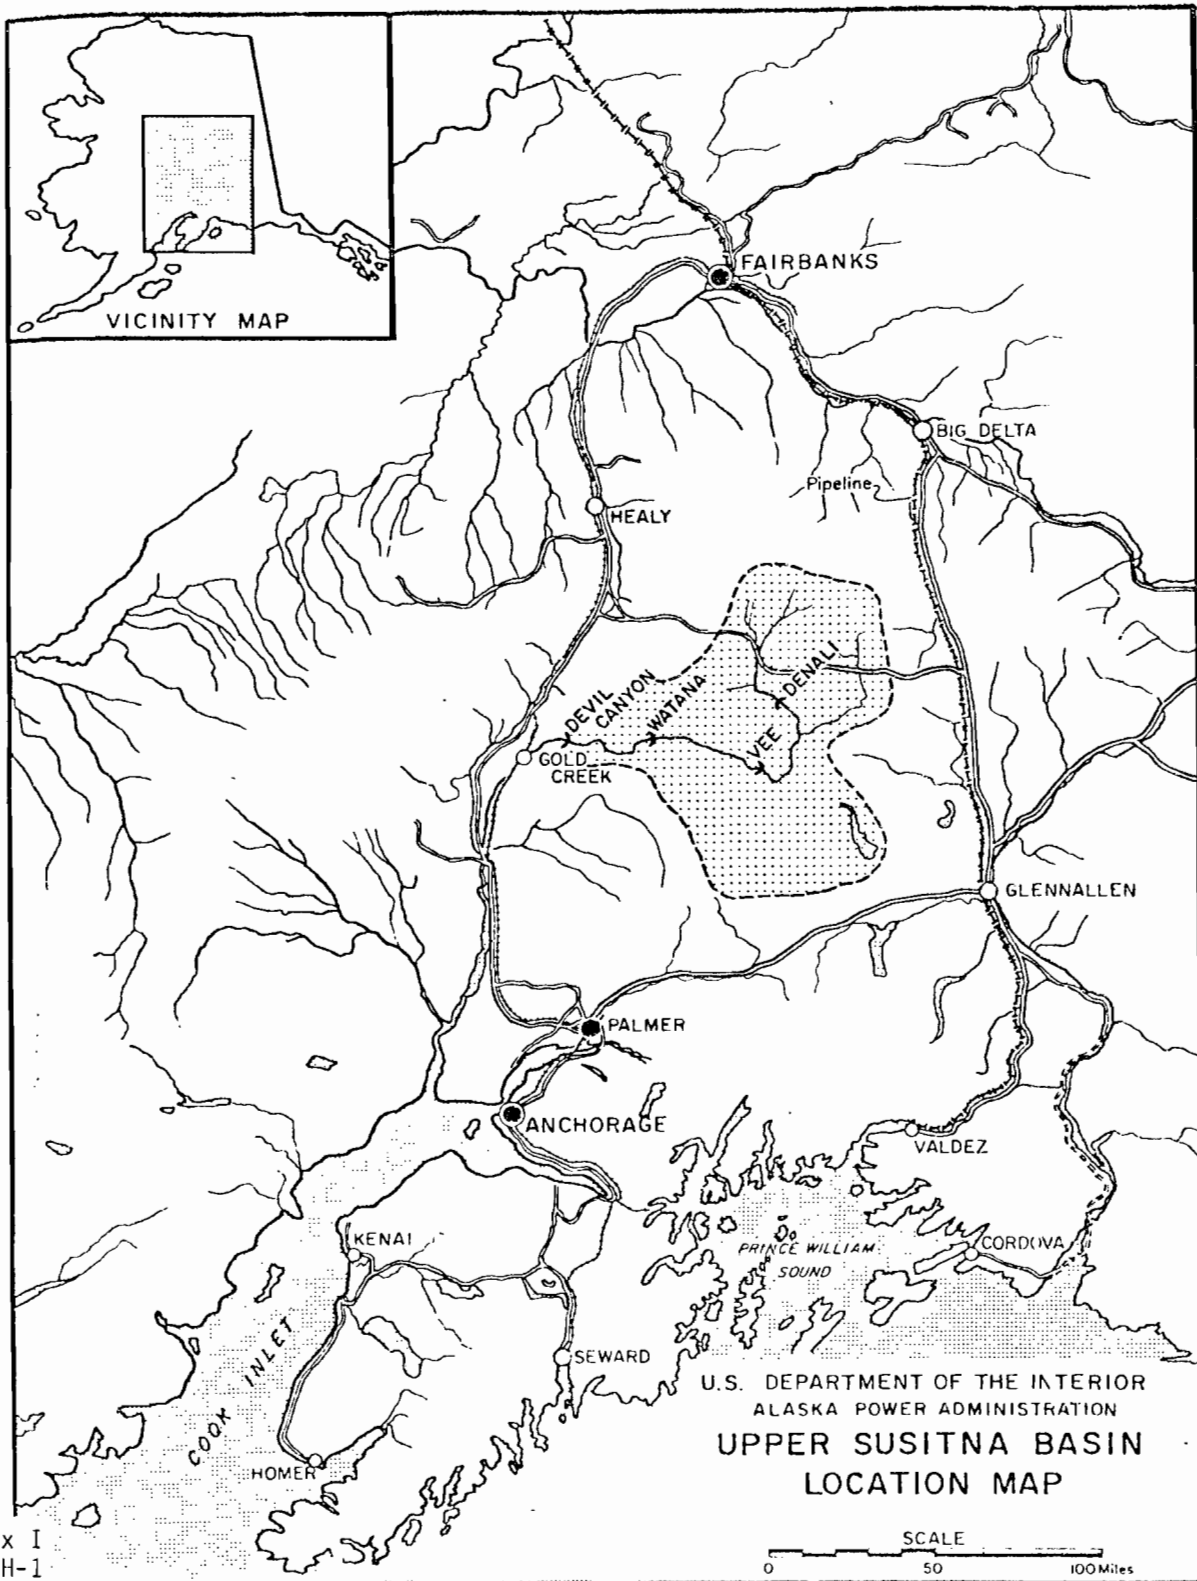 VICINITY MAP
FAIRBANKS
BIG DELTA
Pipeline
HEALY
DEVIL
CANYON
WATANA
VEE
DENALI
GOLD
CREEK
GLENNALLEN
PALMER
ANCHORAGE
VALDEZ
KENAI
PRINCE WILLIAM
SOUND
CORDOVA
COOK INLET
SEWARD
HOMER
U.S. DEPARTMENT OF THE INTERIOR
ALASKA POWER ADMINISTRATION
UPPER SUSITNA BASIN
LOCATION MAP
SCALE
0 50 100 Miles
x I
H-1